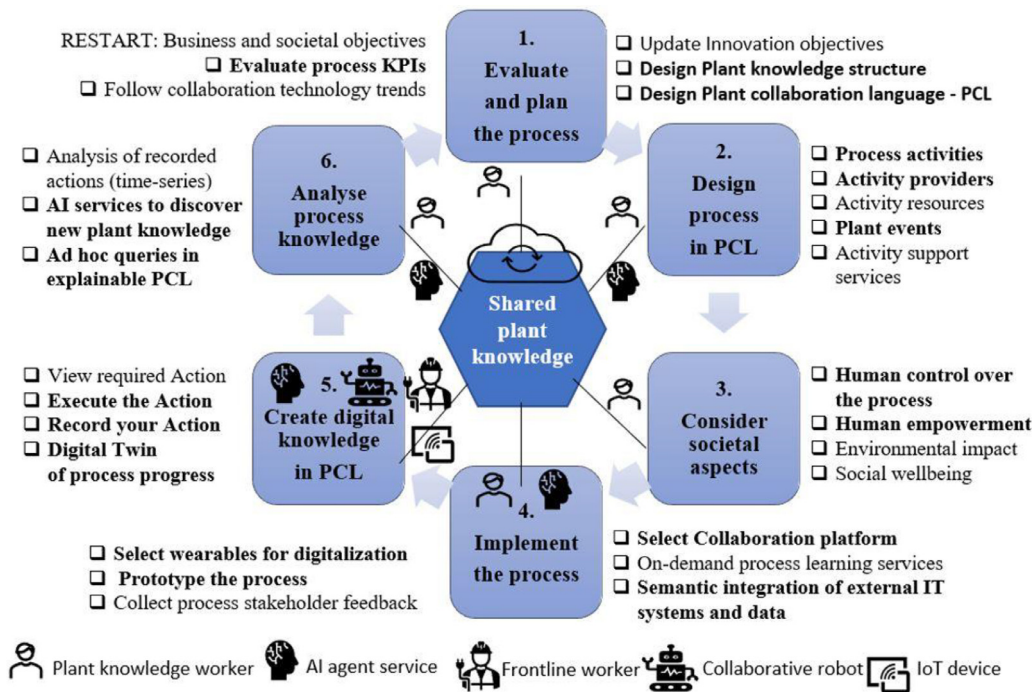 RESTART: Business and societal objectives
❑ Evaluate process KPIs
❑ Follow collaboration technology trends
1.
Evaluate
and plan
the process
❑ Update Innovation objectives
❑ Design Plant knowledge structure
❑ Design Plant collaboration language - PCL
2.
Design
process
in PCL
❑ Process activities
❑ Activity providers
❑ Activity resources
❑ Plant events
❑ Activity support
services
3.
Consider
societal
aspects
❑ Human control over
the process
❑ Human empowerment
❑ Environmental impact
❑ Social wellbeing
4.
Implement
the process
❑ Select Collaboration platform
❑ On-demand process learning services
❑ Semantic integration of external IT
systems and data
❑ Select wearables for digitalization
❑ Prototype the process
❑ Collect process stakeholder feedback
5.
Create digital
knowledge
in PCL
❑ View required Action
❑ Execute the Action
❑ Record your Action
❑ Digital Twin
of process progress
6.
Analyse
process
knowledge
❑ Analysis of recorded
actions (time-series)
❑ AI services to discover
new plant knowledge
❑ Ad hoc queries in
explainable PCL
Shared
plant
knowledge
Plant knowledge worker
AI agent service
Frontline worker
Collaborative robot
IoT device